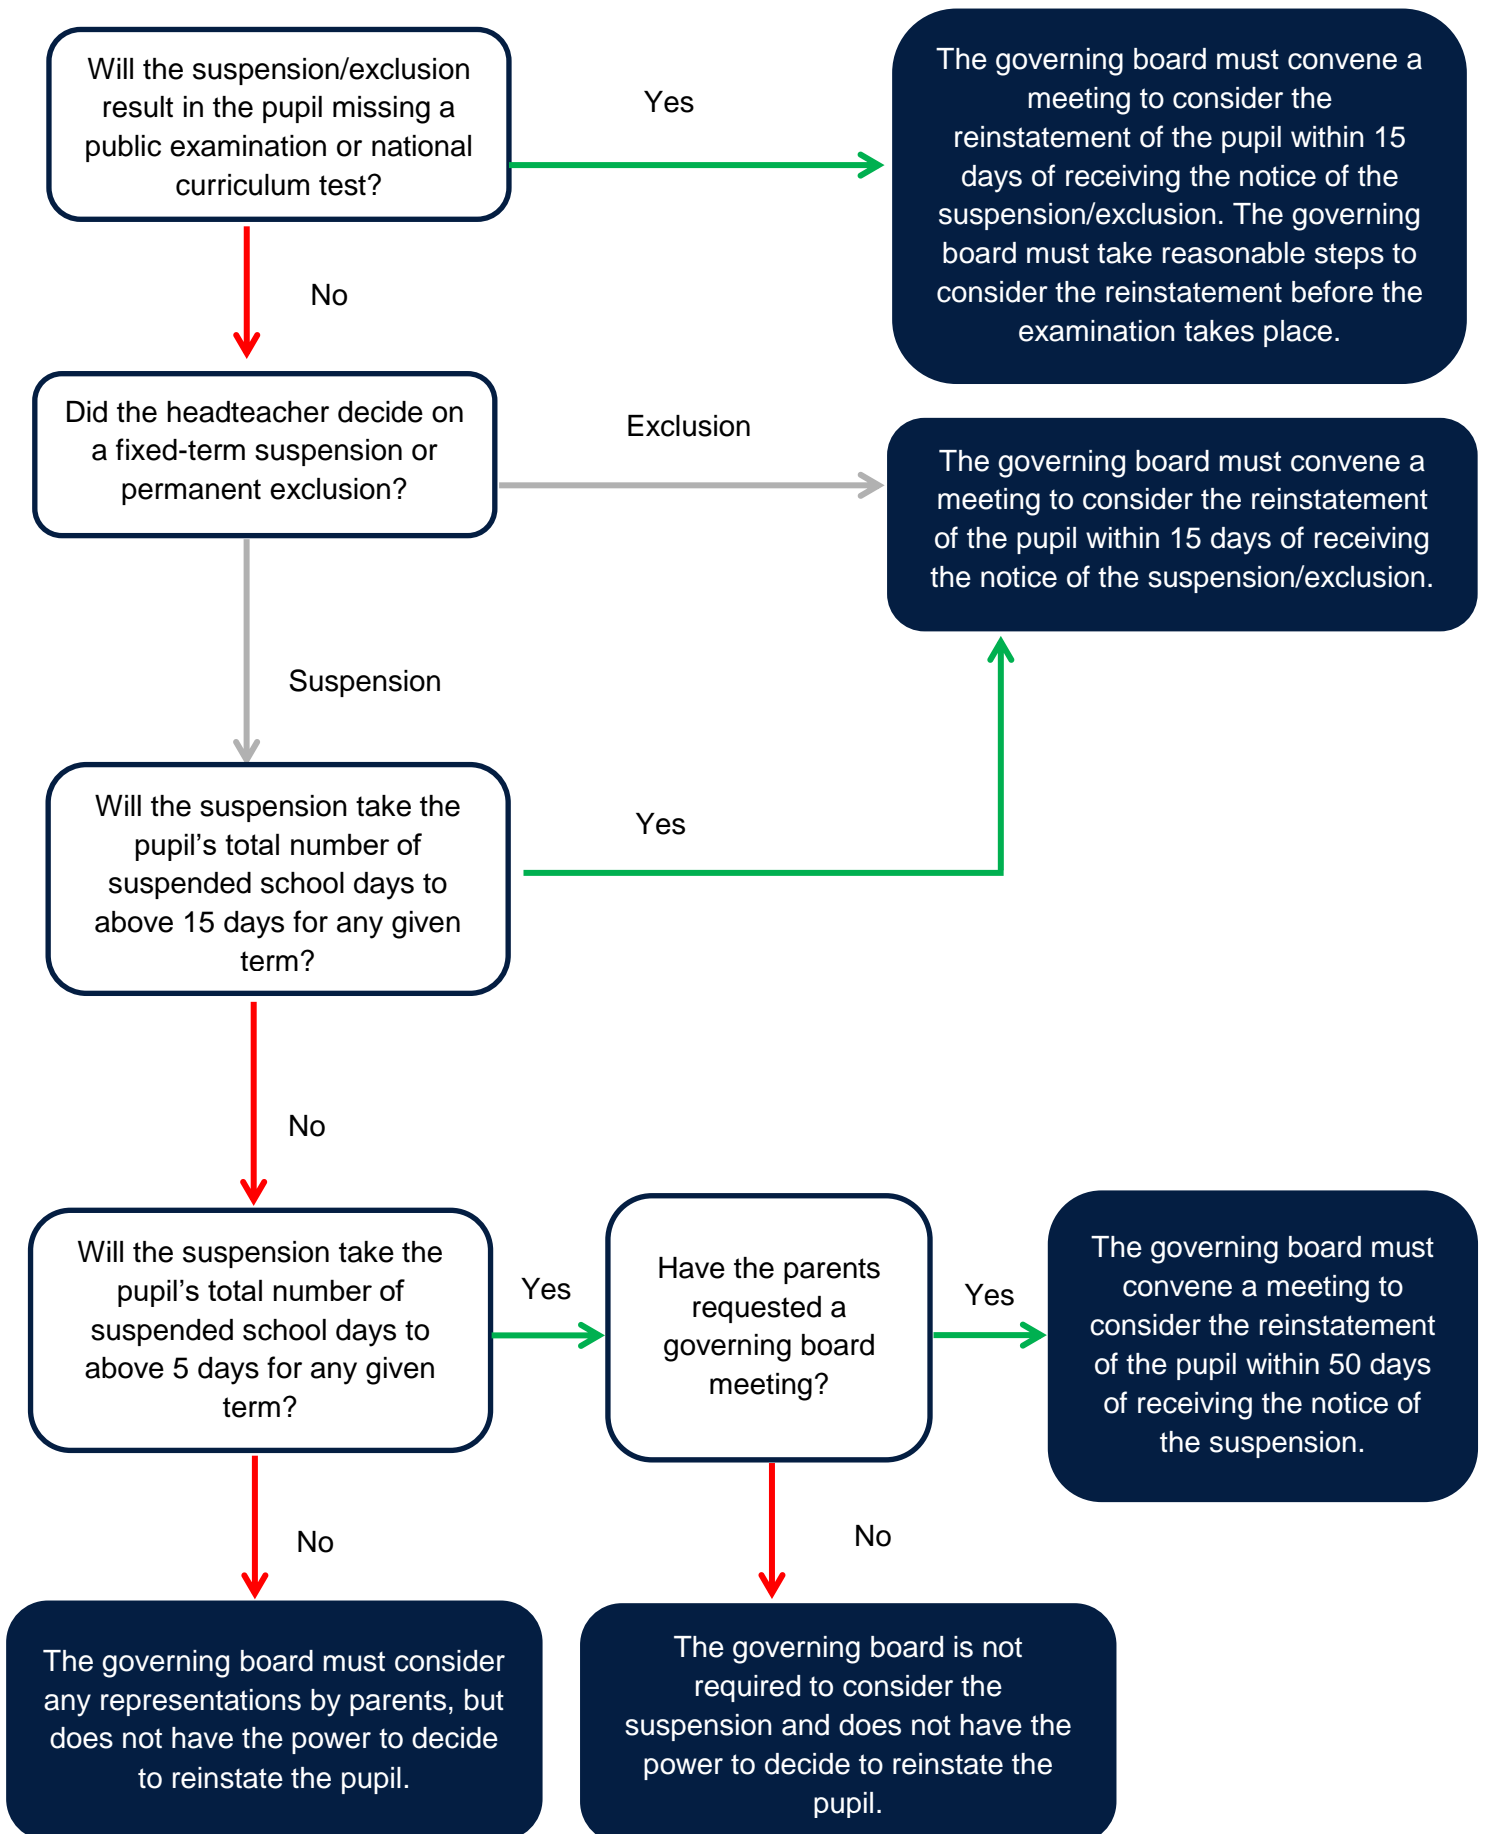 Will the suspension/exclusion
result in the pupil missing a
public examination or national
curriculum test?
Yes
The governing board must convene a
meeting to consider the
reinstatement of the pupil within 15
days of receiving the notice of the
suspension/exclusion. The governing
board must take reasonable steps to
consider the reinstatement before the
examination takes place.
No
Did the headteacher decide on
a fixed-term suspension or
permanent exclusion?
Exclusion
The governing board must convene a
meeting to consider the reinstatement
of the pupil within 15 days of receiving
the notice of the suspension/exclusion.
Suspension
Will the suspension take the
pupil’s total number of
suspended school days to
above 15 days for any given
term?
Yes
No
Will the suspension take the
pupil’s total number of
suspended school days to
above 5 days for any given
term?
Yes
Have the parents
requested a
governing board
meeting?
Yes
The governing board must
convene a meeting to
consider the reinstatement
of the pupil within 50 days
of receiving the notice of
the suspension.
No
No
The governing board must consider
any representations by parents, but
does not have the power to decide
to reinstate the pupil.
The governing board is not
required to consider the
suspension and does not have the
power to decide to reinstate the
pupil.